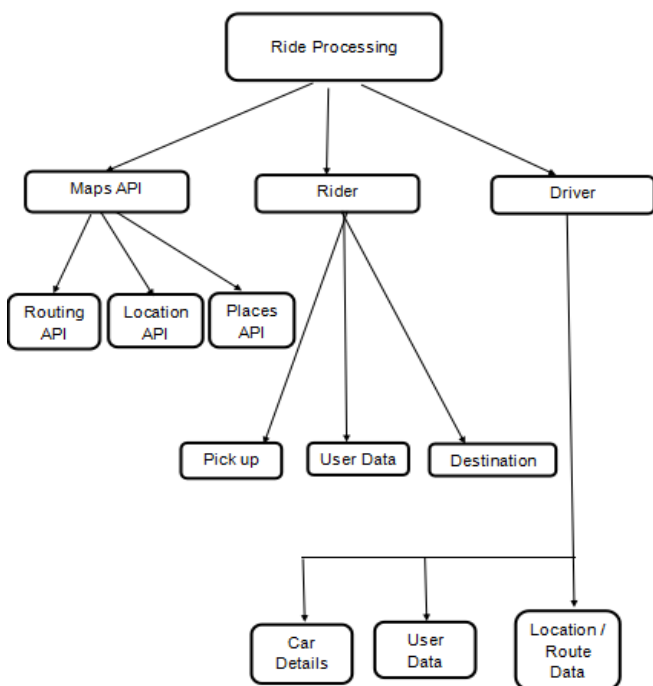 Ride Processing
Maps API
Rider
Driver
Routing
API
Location
API
Places
API
Pick up
User Data
Destination
Car
Details
User
Data
Location /
Route
Data